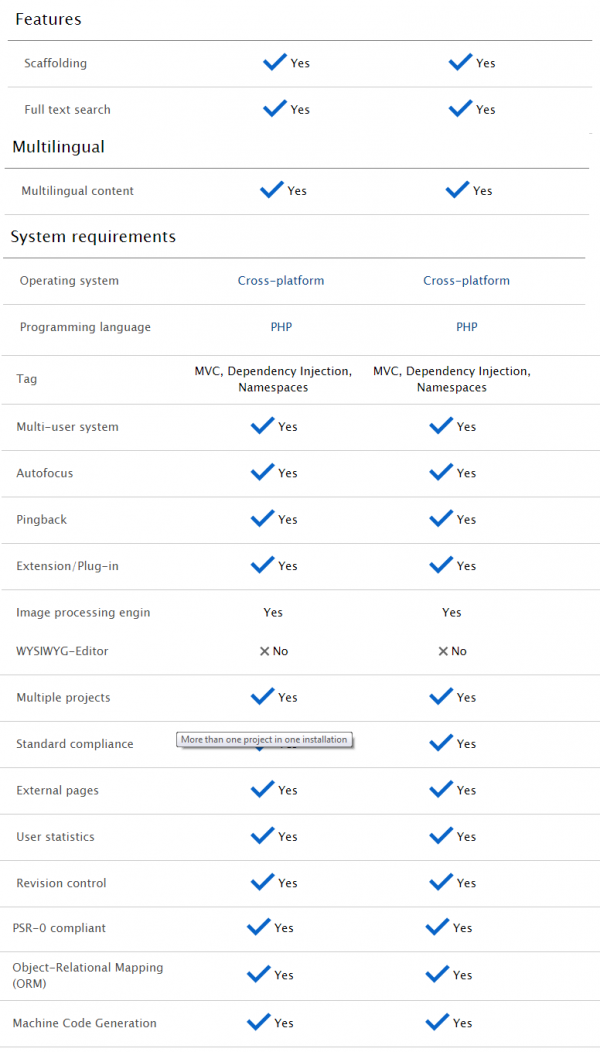 Features
Scaffolding Yes Yes
Full text search Yes Yes
Multilingual
Multilingual content Yes Yes
System requirements
Operating system Cross-platform Cross-platform
Programming language PHP PHP
Tag MVC, Dependency Injection, Namespaces MVC, Dependency Injection, Namespaces
Multi-user system Yes Yes
Autofocus Yes Yes
Pingback Yes Yes
Extension/Plug-in Yes Yes
Image processing engin Yes Yes
WYSIWYG-Editor No No
Multiple projects Yes Yes
More than one project in one installation
Standard compliance Yes
External pages Yes Yes
User statistics Yes Yes
Revision control Yes Yes
PSR-0 compliant Yes Yes
Object-Relational Mapping (ORM) Yes Yes
Machine Code Generation Yes Yes